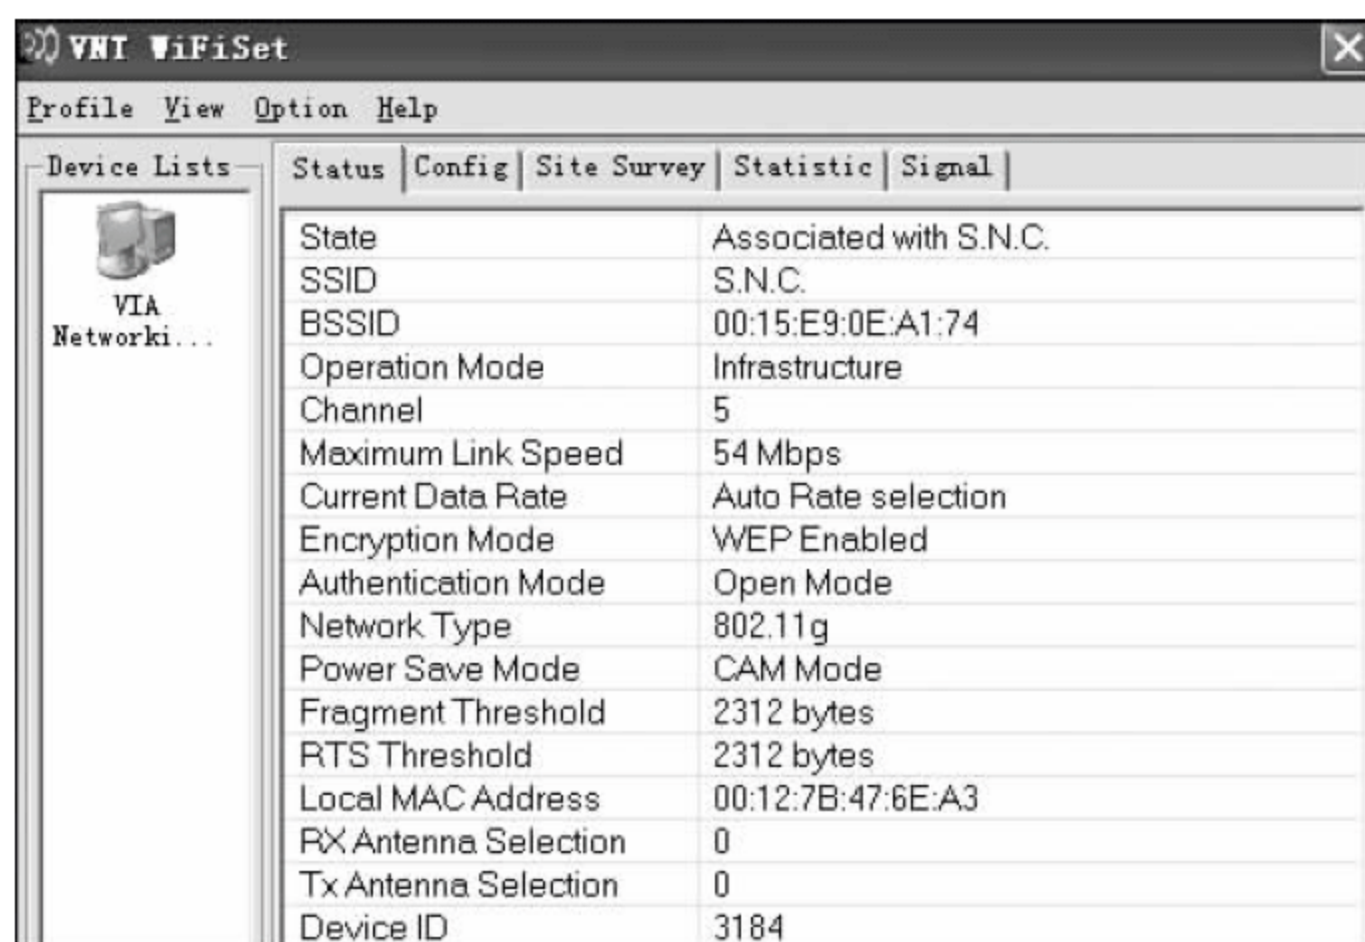 VNT WiFiSet
Profile View Option Help
Device Lists
VIA
Networki...
Status Config Site Survey Statistic Signal
State Associated with S.N.C.
SSID S.N.C.
BSSID 00:15:E9:0E:A1:74
Operation Mode Infrastructure
Channel 5
Maximum Link Speed 54 Mbps
Current Data Rate Auto Rate selection
Encryption Mode WEP Enabled
Authentication Mode Open Mode
Network Type 802.11g
Power Save Mode CAM Mode
Fragment Threshold 2312 bytes
RTS Threshold 2312 bytes
Local MAC Address 00:12:7B:47:6E:A3
RX Antenna Selection 0
Tx Antenna Selection 0
Device ID 3184